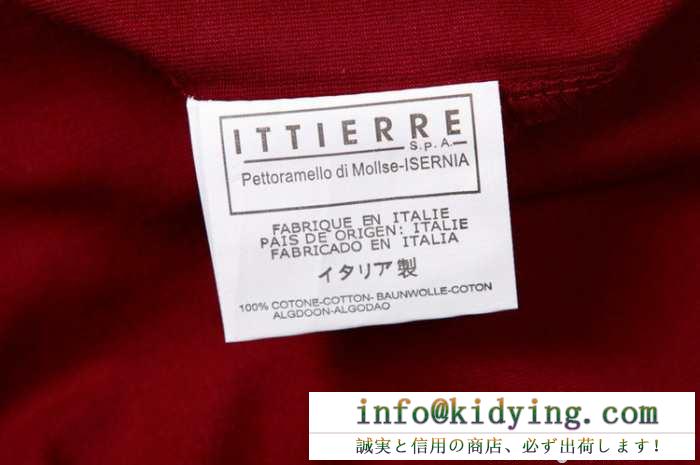 ITTIERRE
S.p.A.
Pettoramello di Mollse-ISERNIA
FABRIQUE EN ITALIE
PAIS DE ORIGEN: ITALIE
FABRICADO EN ITALIA
イタリア製
100% COTONE-COTTON-BAUNWOLLE-COTON
ALGDOON-ALGODAO
info@kidying.com
誠実と信用の商店、必ず出荷します!